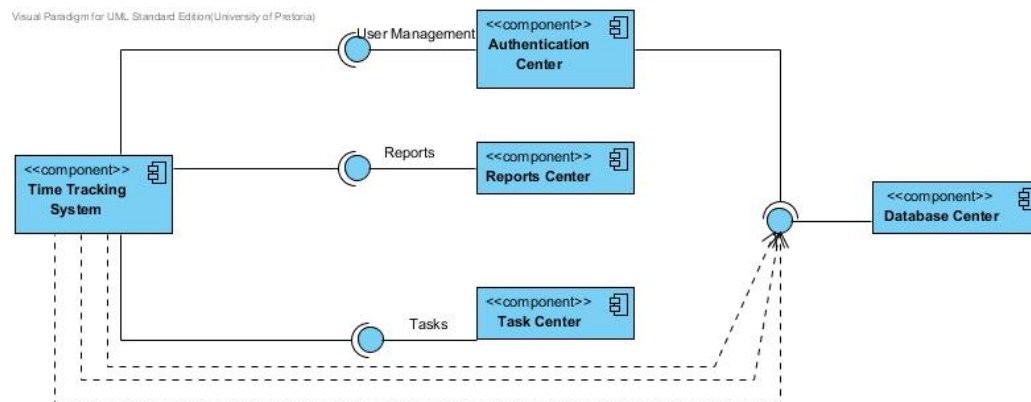 Visual Paradigm for UML Standard Edition(University of Pretoria)
User Management
<<component>>
Authentication
Center
Reports
<<component>>
Reports Center
<<component>>
Time Tracking
System
<<component>>
Database Center
Tasks
<<component>>
Task Center